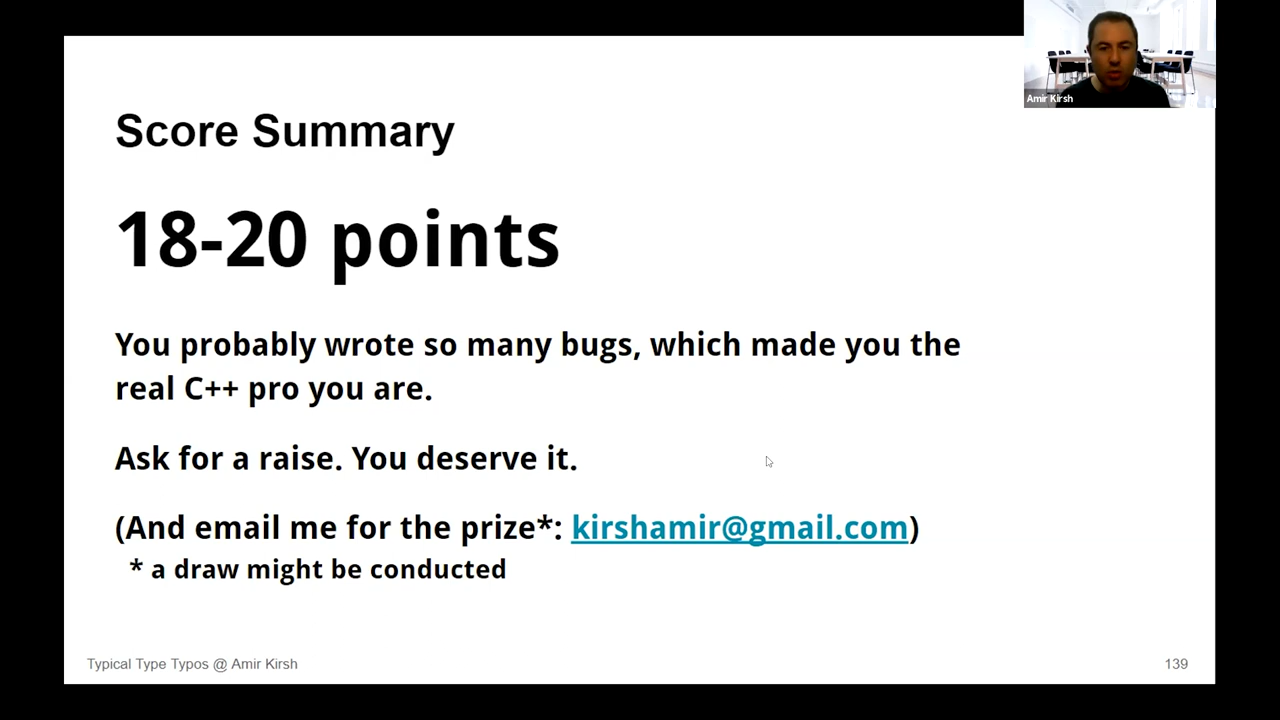 Amir Kirsh
Score Summary
18-20 points
You probably wrote so many bugs, which made you the
real C++ pro you are.
Ask for a raise. You deserve it.
(And email me for the prize*: kirshamir@gmail.com)
* a draw might be conducted
Typical Type Typos @ Amir Kirsh
139